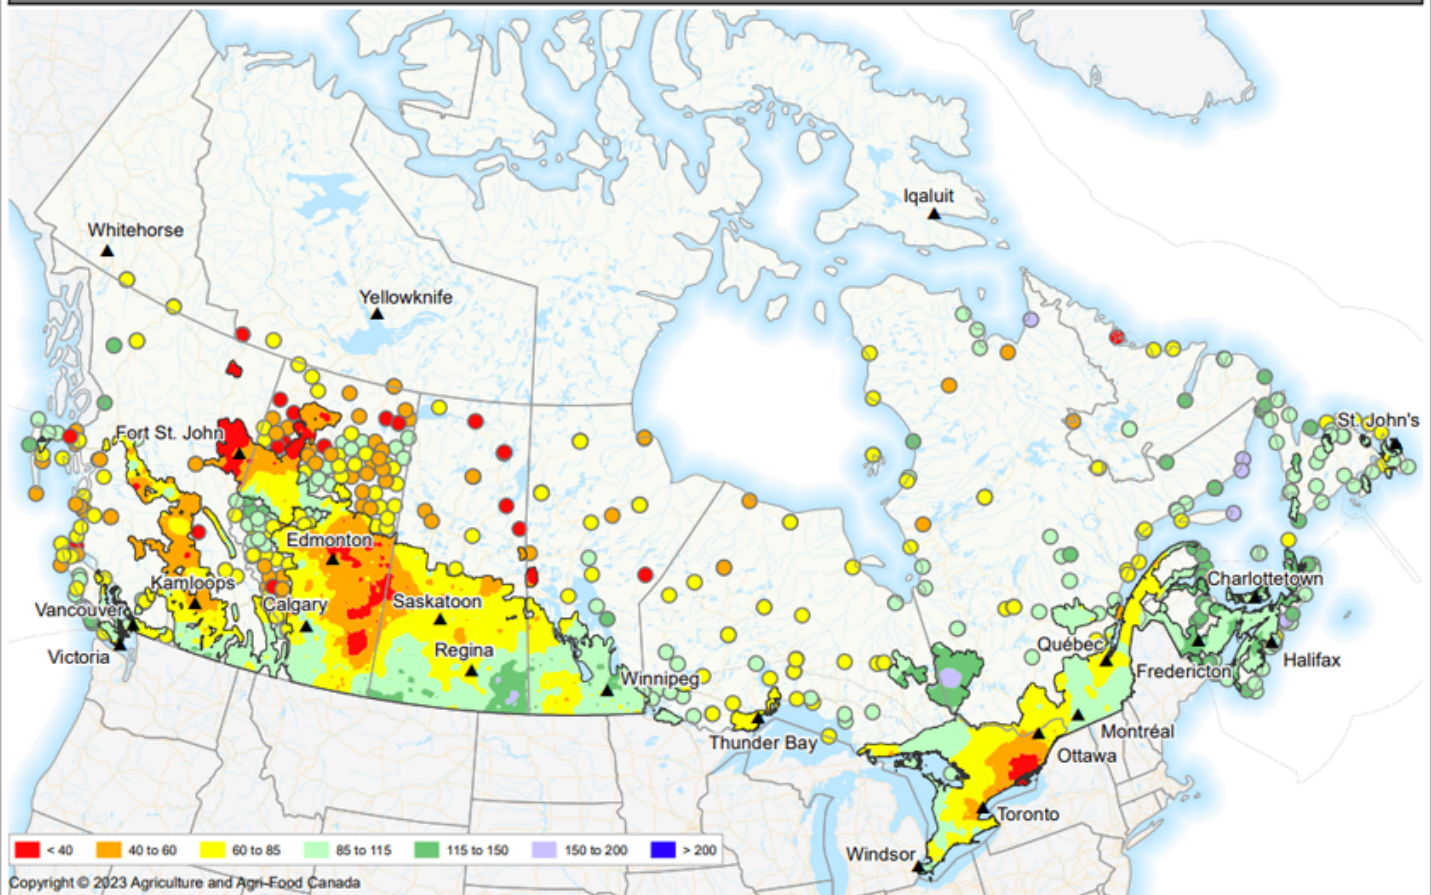 Iqaluit
Whitehorse
Yellowknife
St. John's
Fort St. John
Edmonton
Kamloops
Charlottetown
Vancouver
Calgary
Saskatoon
Québec
Victoria
Regina
Halifax
Fredericton
Winnipeg
Montréal
Thunder Bay
Ottawa
Toronto
Windsor
< 40 40 to 60 60 to 85 85 to 115 115 to 150 150 to 200 > 200
Copyright © 2023 Agriculture and Agri-Food Canada